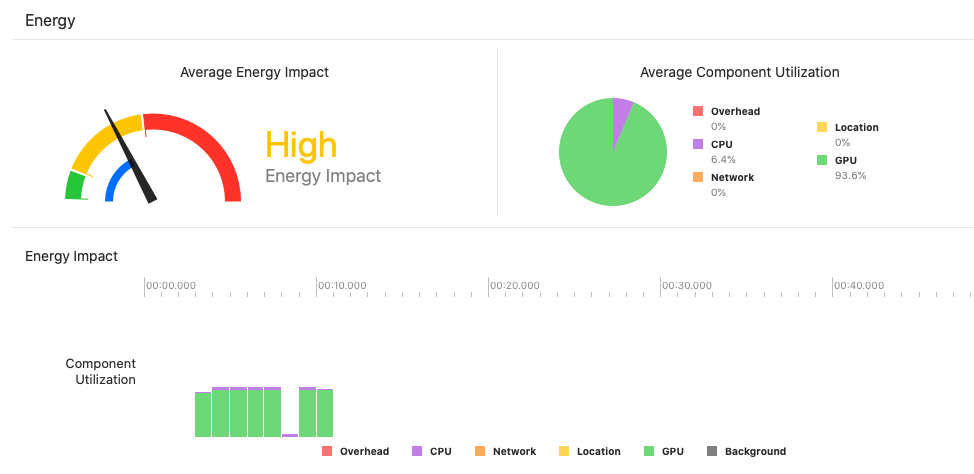 Energy
Average Energy Impact
Average Component Utilization
High
Energy Impact
Overhead
0%
CPU
6.4%
Network
0%
Location
0%
GPU
93.6%
Energy Impact
00:00.000 00:10.000 00:20.000 00:30.000 00:40.000
Component
Utilization
Overhead CPU Network Location GPU Background